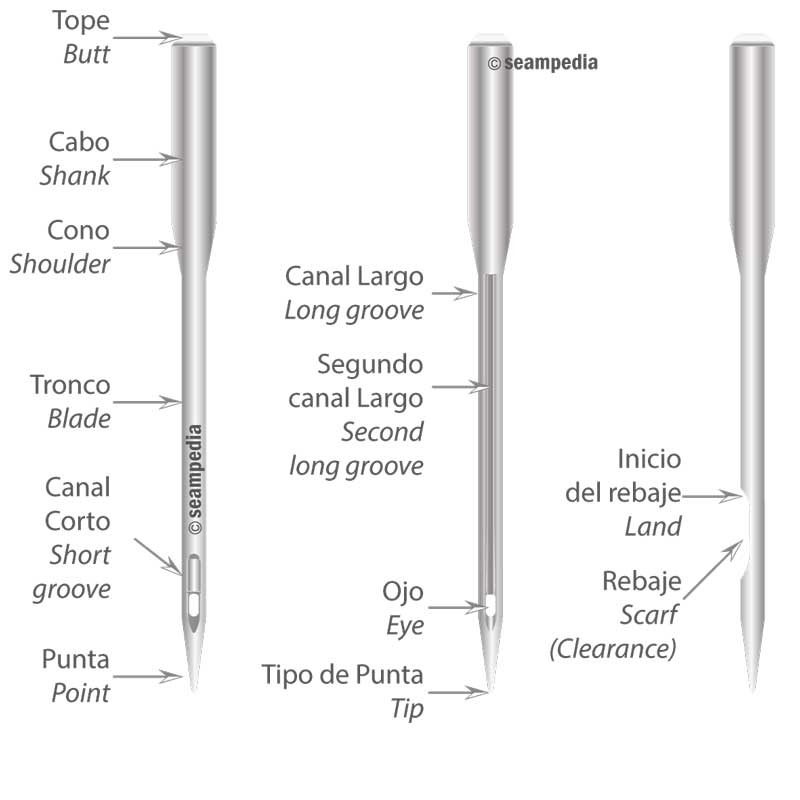 Tope
Butt
Cabo
Shank
Cono
Shoulder
Tronco
Blade
Canal
Corto
Short
groove
Punta
Point
© seampedia
© seampedia
Canal Largo
Long groove
Segundo
canal Largo
Second
long groove
Ojo
Eye
Tipo de Punta
Tip
Inicio
del rebaje
Land
Rebaje
Scarf
(Clearance)